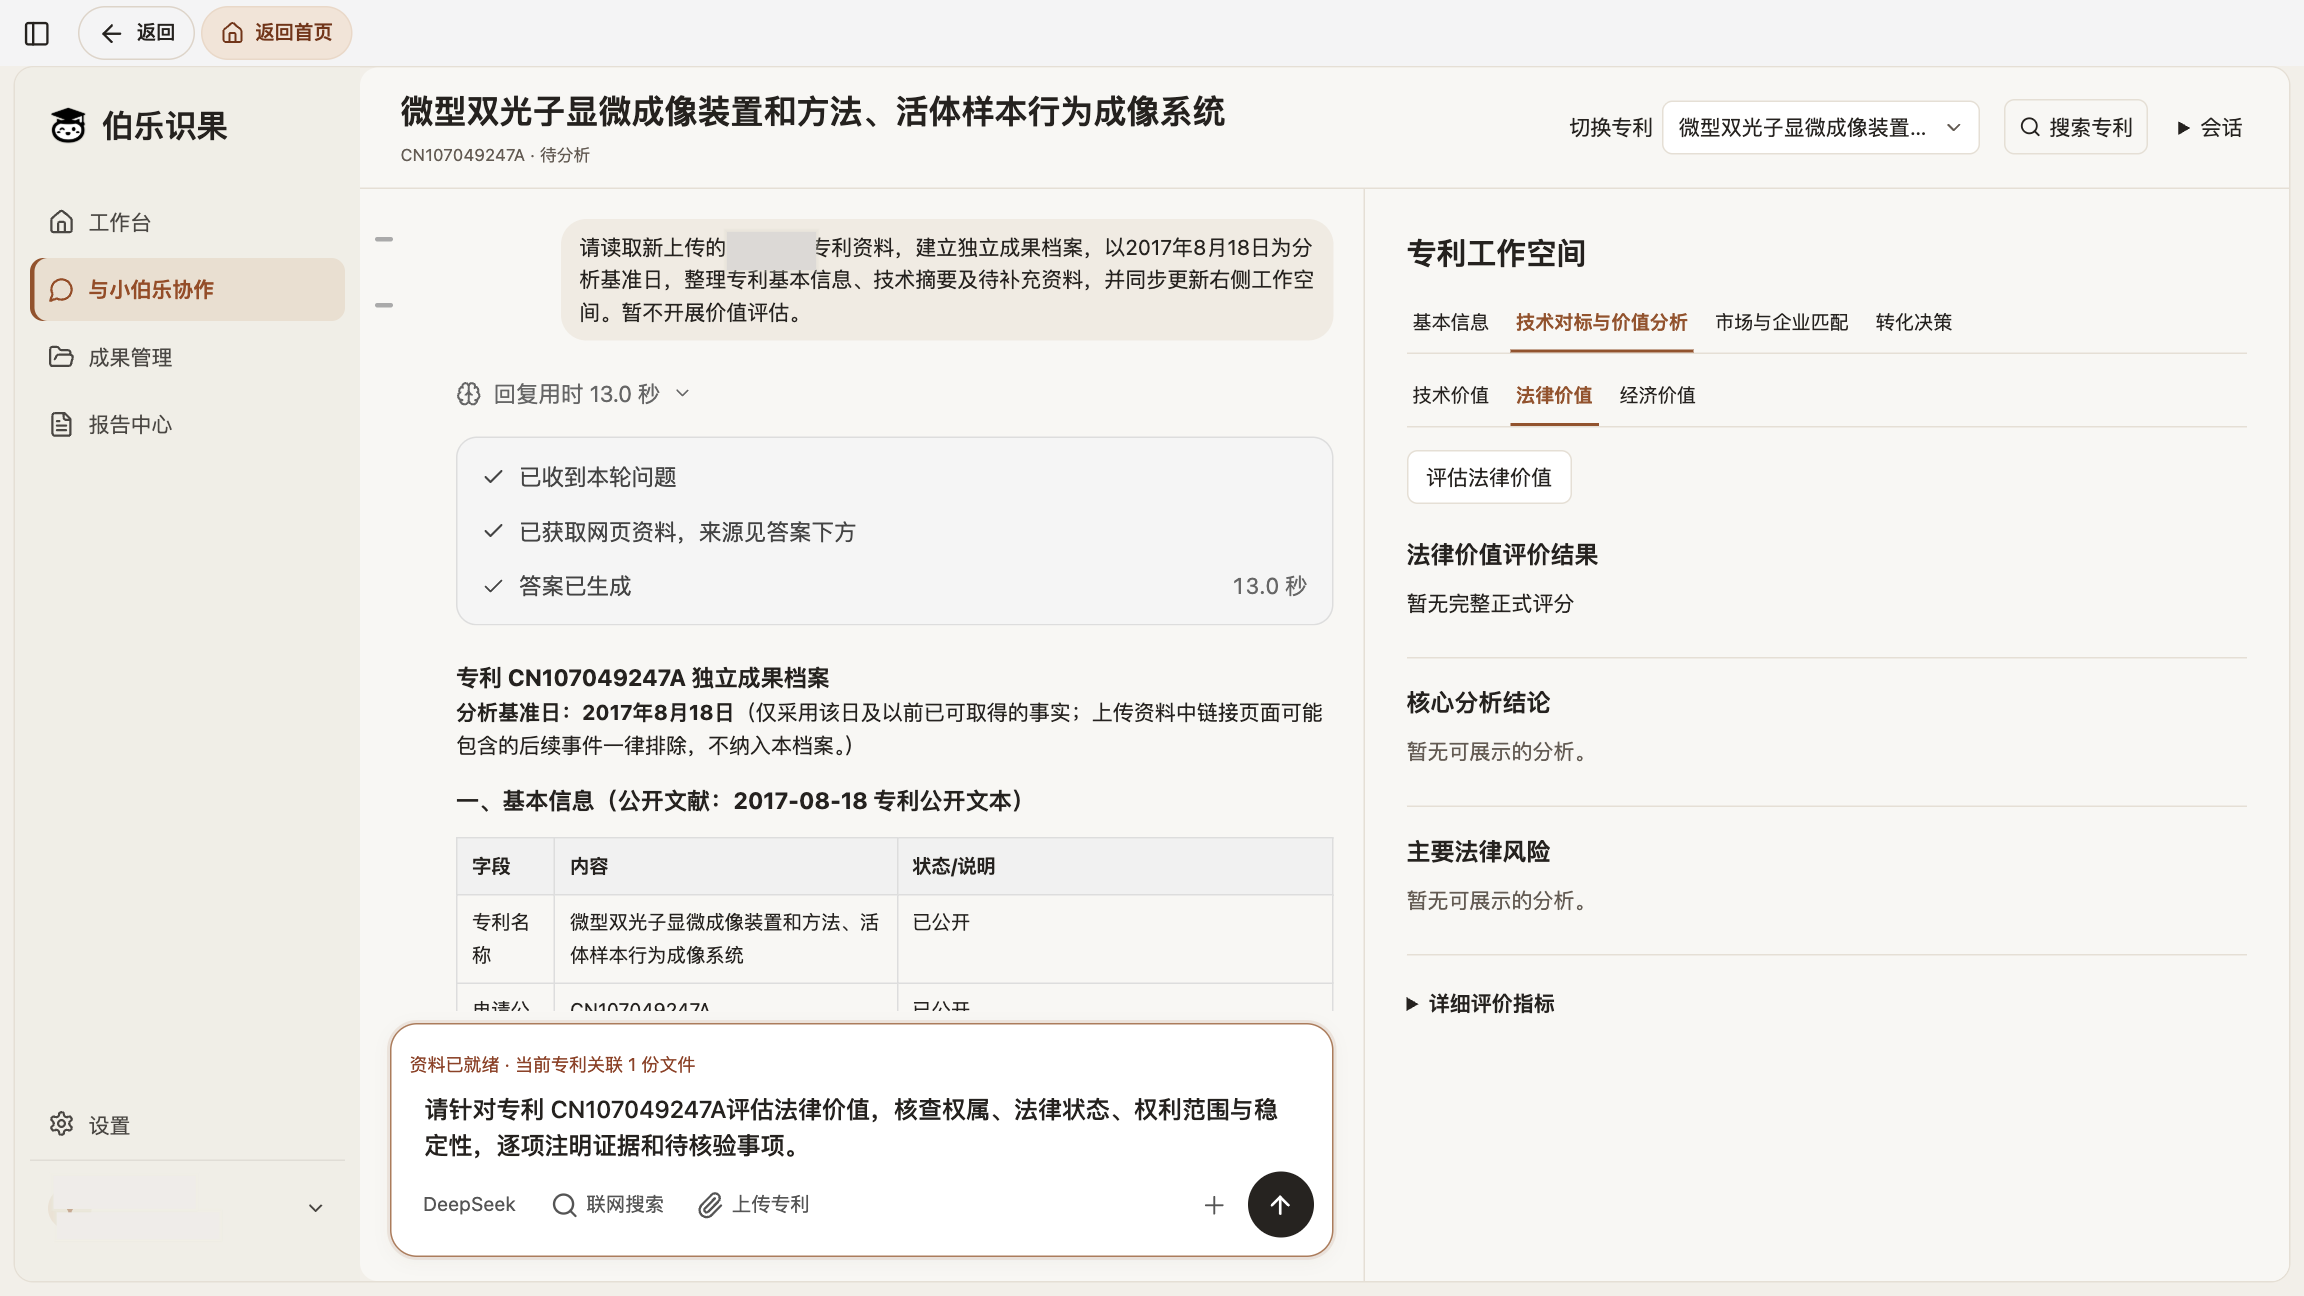 返回
返回首页
伯乐识果
工作台
与小伯乐协作
成果管理
报告中心
设置
微型双光子显微成像装置和方法、活体样本行为成像系统
CN107049247A · 待分析
切换专利
微型双光子显微成像装置...
搜索专利
▶ 会话
请读取新上传的 专利资料，建立独立成果档案，以2017年8月18日为分
析基准日，整理专利基本信息、技术摘要及待补充资料，并同步更新右侧工作空
间。暂不开展价值评估。
回复用时 13.0 秒
已收到本轮问题
已获取网页资料，来源见答案下方
答案已生成 13.0 秒
专利 CN107049247A 独立成果档案
分析基准日：2017年8月18日（仅采用该日及以前已可取得的事实；上传资料中链接页面可能
包含的后续事件一律排除，不纳入本档案。）
一、基本信息（公开文献：2017-08-18 专利公开文本）
字段 内容 状态/说明
专利名 微型双光子显微成像装置和方法、活 已公开
称 体样本行为成像系统
申请公 CN107049247A 已公开
资料已就绪 · 当前专利关联 1 份文件
请针对专利 CN107049247A评估法律价值，核查权属、法律状态、权利范围与稳
定性，逐项注明证据和待核验事项。
DeepSeek 联网搜索 上传专利
专利工作空间
基本信息 技术对标与价值分析 市场与企业匹配 转化决策
技术价值 法律价值 经济价值
评估法律价值
法律价值评价结果
暂无完整正式评分
核心分析结论
暂无可展示的分析。
主要法律风险
暂无可展示的分析。
▶ 详细评价指标